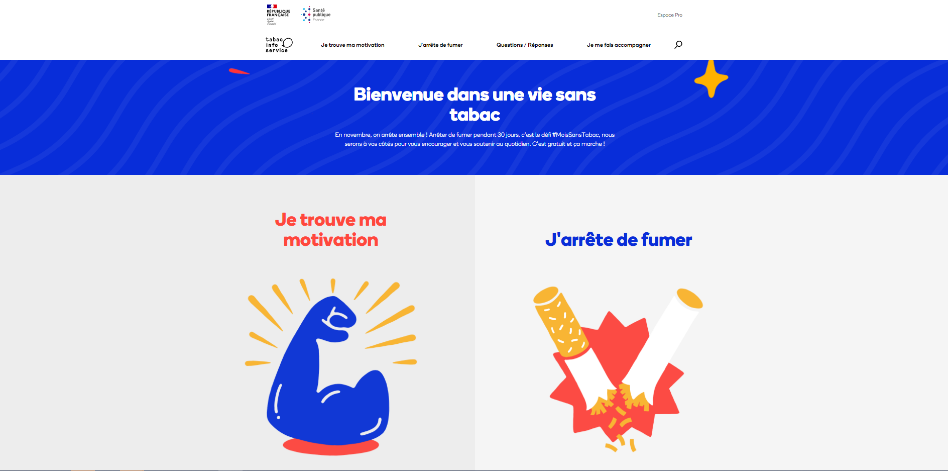 RÉPUBLIQUE
FRANÇAISE
Santé
publique
France
Espace Pro
tabac
info
service
Je trouve ma motivation
J'arrête de fumer
Questions / Réponses
Je me fais accompagner
Bienvenue dans une vie sans
tabac
En novembre, on arrête ensemble ! Arrêter de fumer pendant 30 jours, c'est le défi #MoisSansTabac, nous
serons à vos côtés pour vous encourager et vous soutenir au quotidien. C'est gratuit et ça marche !
Je trouve ma
motivation
J'arrête de fumer